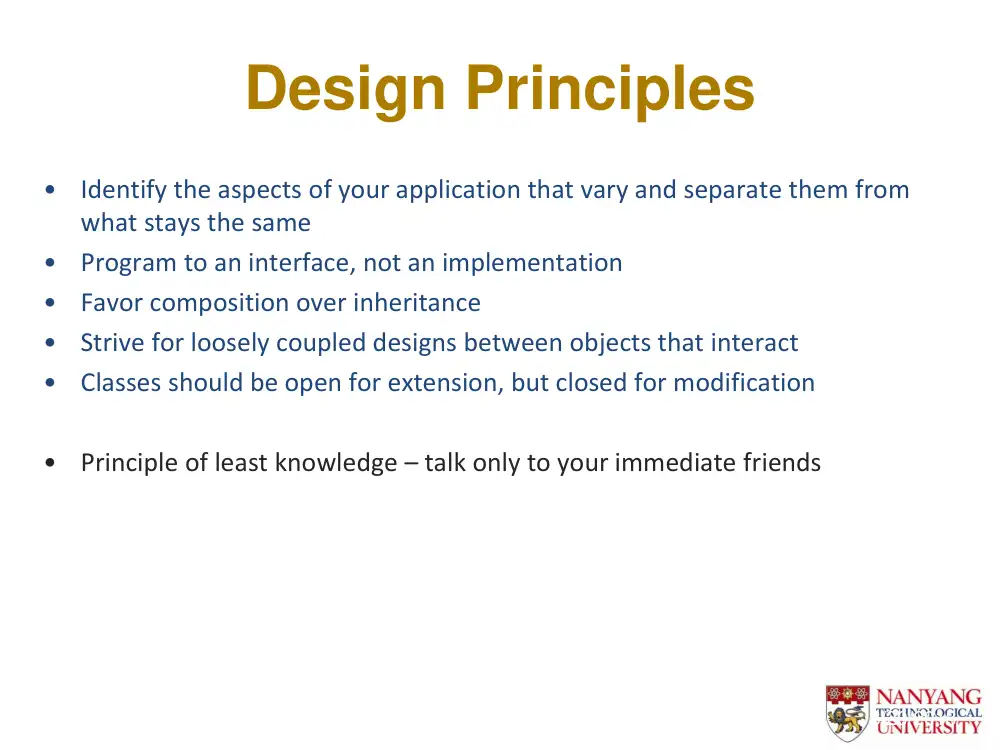 Design Principles
• Identify the aspects of your application that vary and separate them from
what stays the same
• Program to an interface, not an implementation
• Favor composition over inheritance
• Strive for loosely coupled designs between objects that interact
• Classes should be open for extension, but closed for modification
• Principle of least knowledge – talk only to your immediate friends
NANYANG
TECHNOLOGICAL
UNIVERSITY